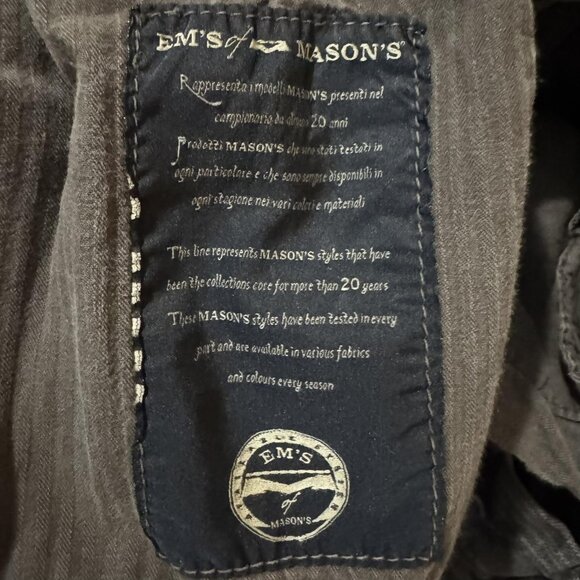 EM'S of MASON'S
Rappresenta i modelli MASON'S presenti nel
campionario da almeno 20 anni
Prodotti MASON'S che sono stati testati in
ogni particolare e che sono sempre disponibili in
ogni stagione nei vari colori e materiali
This line represents MASON'S styles that have
been the collections core for more than 20 years
These MASON'S styles have been tested in every
part and are available in various fabrics
and colours every season
EM'S
of
MASON'S